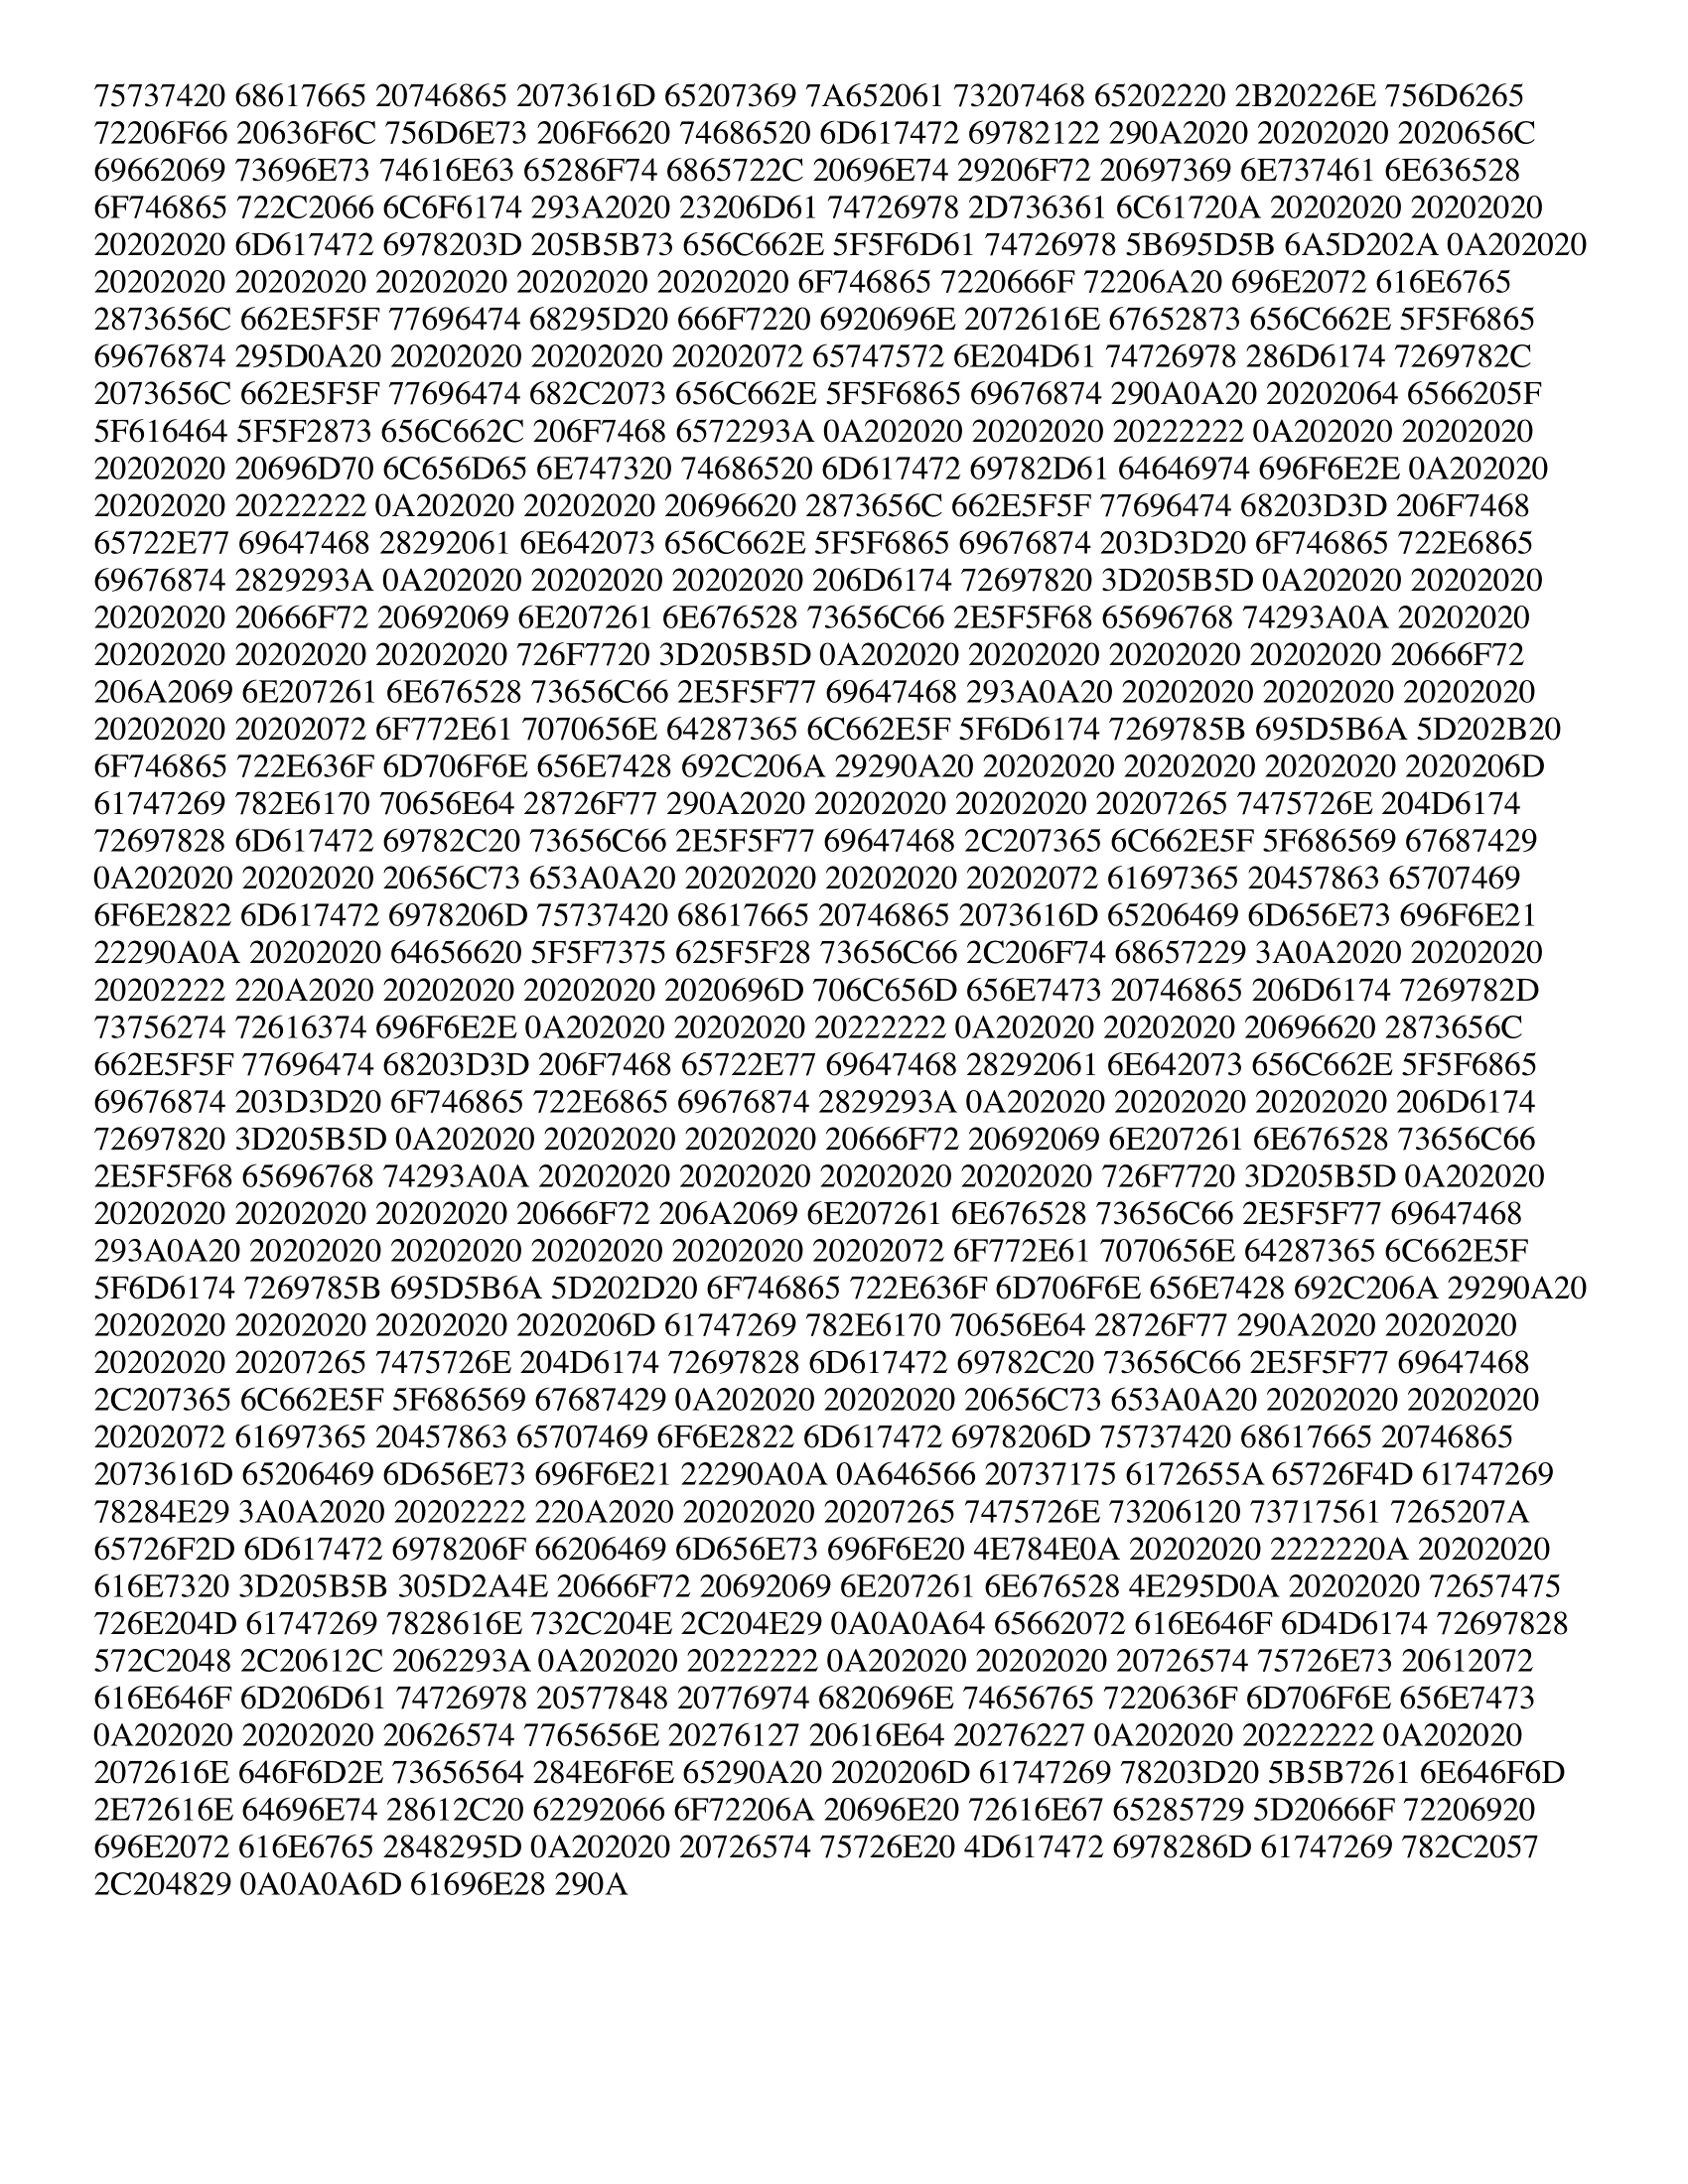 75737420 68617665 20746865 2073616D 65207369 7A652061 73207468 65202220 2B20226E 756D6265
72206F66 20636F6C 756D6E73 206F6620 74686520 6D617472 69782122 290A2020 20202020 2020656C
69662069 73696E73 74616E63 65286F74 6865722C 20696E74 29206F72 20697369 6E737461 6E636528
6F746865 722C2066 6C6F6174 293A2020 23206D61 74726978 2D736361 6C61720A 20202020 20202020
20202020 6D617472 6978203D 205B5B73 656C662E 5F5F6D61 74726978 5B695D5B 6A5D202A 0A202020
20202020 20202020 20202020 20202020 20202020 6F746865 7220666F 72206A20 696E2072 616E6765
2873656C 662E5F5F 77696474 68295D20 666F7220 6920696E 2072616E 67652873 656C662E 5F5F6865
69676874 295D0A20 20202020 20202020 20202072 65747572 6E204D61 74726978 286D6174 7269782C
2073656C 662E5F5F 77696474 682C2073 656C662E 5F5F6865 69676874 290A0A20 20202064 6566205F
5F616464 5F5F2873 656C662C 206F7468 6572293A 0A202020 20202020 20222222 0A202020 20202020
20202020 20696D70 6C656D65 6E747320 74686520 6D617472 69782D61 64646974 696F6E2E 0A202020
20202020 20222222 0A202020 20202020 20696620 2873656C 662E5F5F 77696474 68203D3D 206F7468
65722E77 69647468 28292061 6E642073 656C662E 5F5F6865 69676874 203D3D20 6F746865 722E6865
69676874 2829293A 0A202020 20202020 20202020 206D6174 72697820 3D205B5D 0A202020 20202020
20202020 20666F72 20692069 6E207261 6E676528 73656C66 2E5F5F68 65696768 74293A0A 20202020
20202020 20202020 20202020 726F7720 3D205B5D 0A202020 20202020 20202020 20202020 20666F72
206A2069 6E207261 6E676528 73656C66 2E5F5F77 69647468 293A0A20 20202020 20202020 20202020
20202020 20202072 6F772E61 7070656E 64287365 6C662E5F 5F6D6174 7269785B 695D5B6A 5D202B20
6F746865 722E636F 6D706F6E 656E7428 692C206A 29290A20 20202020 20202020 20202020 2020206D
61747269 782E6170 70656E64 28726F77 290A2020 20202020 20202020 20207265 7475726E 204D6174
72697828 6D617472 69782C20 73656C66 2E5F5F77 69647468 2C207365 6C662E5F 5F686569 67687429
0A202020 20202020 20656C73 653A0A20 20202020 20202020 20202072 61697365 20457863 65707469
6F6E2822 6D617472 6978206D 75737420 68617665 20746865 2073616D 65206469 6D656E73 696F6E21
22290A0A 20202020 64656620 5F5F7375 625F5F28 73656C66 2C206F74 68657229 3A0A2020 20202020
20202222 220A2020 20202020 20202020 2020696D 706C656D 656E7473 20746865 206D6174 7269782D
73756274 72616374 696F6E2E 0A202020 20202020 20222222 0A202020 20202020 20696620 2873656C
662E5F5F 77696474 68203D3D 206F7468 65722E77 69647468 28292061 6E642073 656C662E 5F5F6865
69676874 203D3D20 6F746865 722E6865 69676874 2829293A 0A202020 20202020 20202020 206D6174
72697820 3D205B5D 0A202020 20202020 20202020 20666F72 20692069 6E207261 6E676528 73656C66
2E5F5F68 65696768 74293A0A 20202020 20202020 20202020 20202020 726F7720 3D205B5D 0A202020
20202020 20202020 20202020 20666F72 206A2069 6E207261 6E676528 73656C66 2E5F5F77 69647468
293A0A20 20202020 20202020 20202020 20202020 20202072 6F772E61 7070656E 64287365 6C662E5F
5F6D6174 7269785B 695D5B6A 5D202D20 6F746865 722E636F 6D706F6E 656E7428 692C206A 29290A20
20202020 20202020 20202020 2020206D 61747269 782E6170 70656E64 28726F77 290A2020 20202020
20202020 20207265 7475726E 204D6174 72697828 6D617472 69782C20 73656C66 2E5F5F77 69647468
2C207365 6C662E5F 5F686569 67687429 0A202020 20202020 20656C73 653A0A20 20202020 20202020
20202072 61697365 20457863 65707469 6F6E2822 6D617472 6978206D 75737420 68617665 20746865
2073616D 65206469 6D656E73 696F6E21 22290A0A 0A646566 20737175 6172655A 65726F4D 61747269
78284E29 3A0A2020 20202222 220A2020 20202020 20207265 7475726E 73206120 73717561 7265207A
65726F2D 6D617472 6978206F 66206469 6D656E73 696F6E20 4E784E0A 20202020 2222220A 20202020
616E7320 3D205B5B 305D2A4E 20666F72 20692069 6E207261 6E676528 4E295D0A 20202020 72657475
726E204D 61747269 7828616E 732C204E 2C204E29 0A0A0A64 65662072 616E646F 6D4D6174 72697828
572C2048 2C20612C 2062293A 0A202020 20222222 0A202020 20202020 20726574 75726E73 20612072
616E646F 6D206D61 74726978 20577848 20776974 6820696E 74656765 7220636F 6D706F6E 656E7473
0A202020 20202020 20626574 7765656E 20276127 20616E64 20276227 0A202020 20222222 0A202020
2072616E 646F6D2E 73656564 284E6F6E 65290A20 2020206D 61747269 78203D20 5B5B7261 6E646F6D
2E72616E 64696E74 28612C20 62292066 6F72206A 20696E20 72616E67 65285729 5D20666F 72206920
696E2072 616E6765 2848295D 0A202020 20726574 75726E20 4D617472 6978286D 61747269 782C2057
2C204829 0A0A0A6D 61696E28 290A